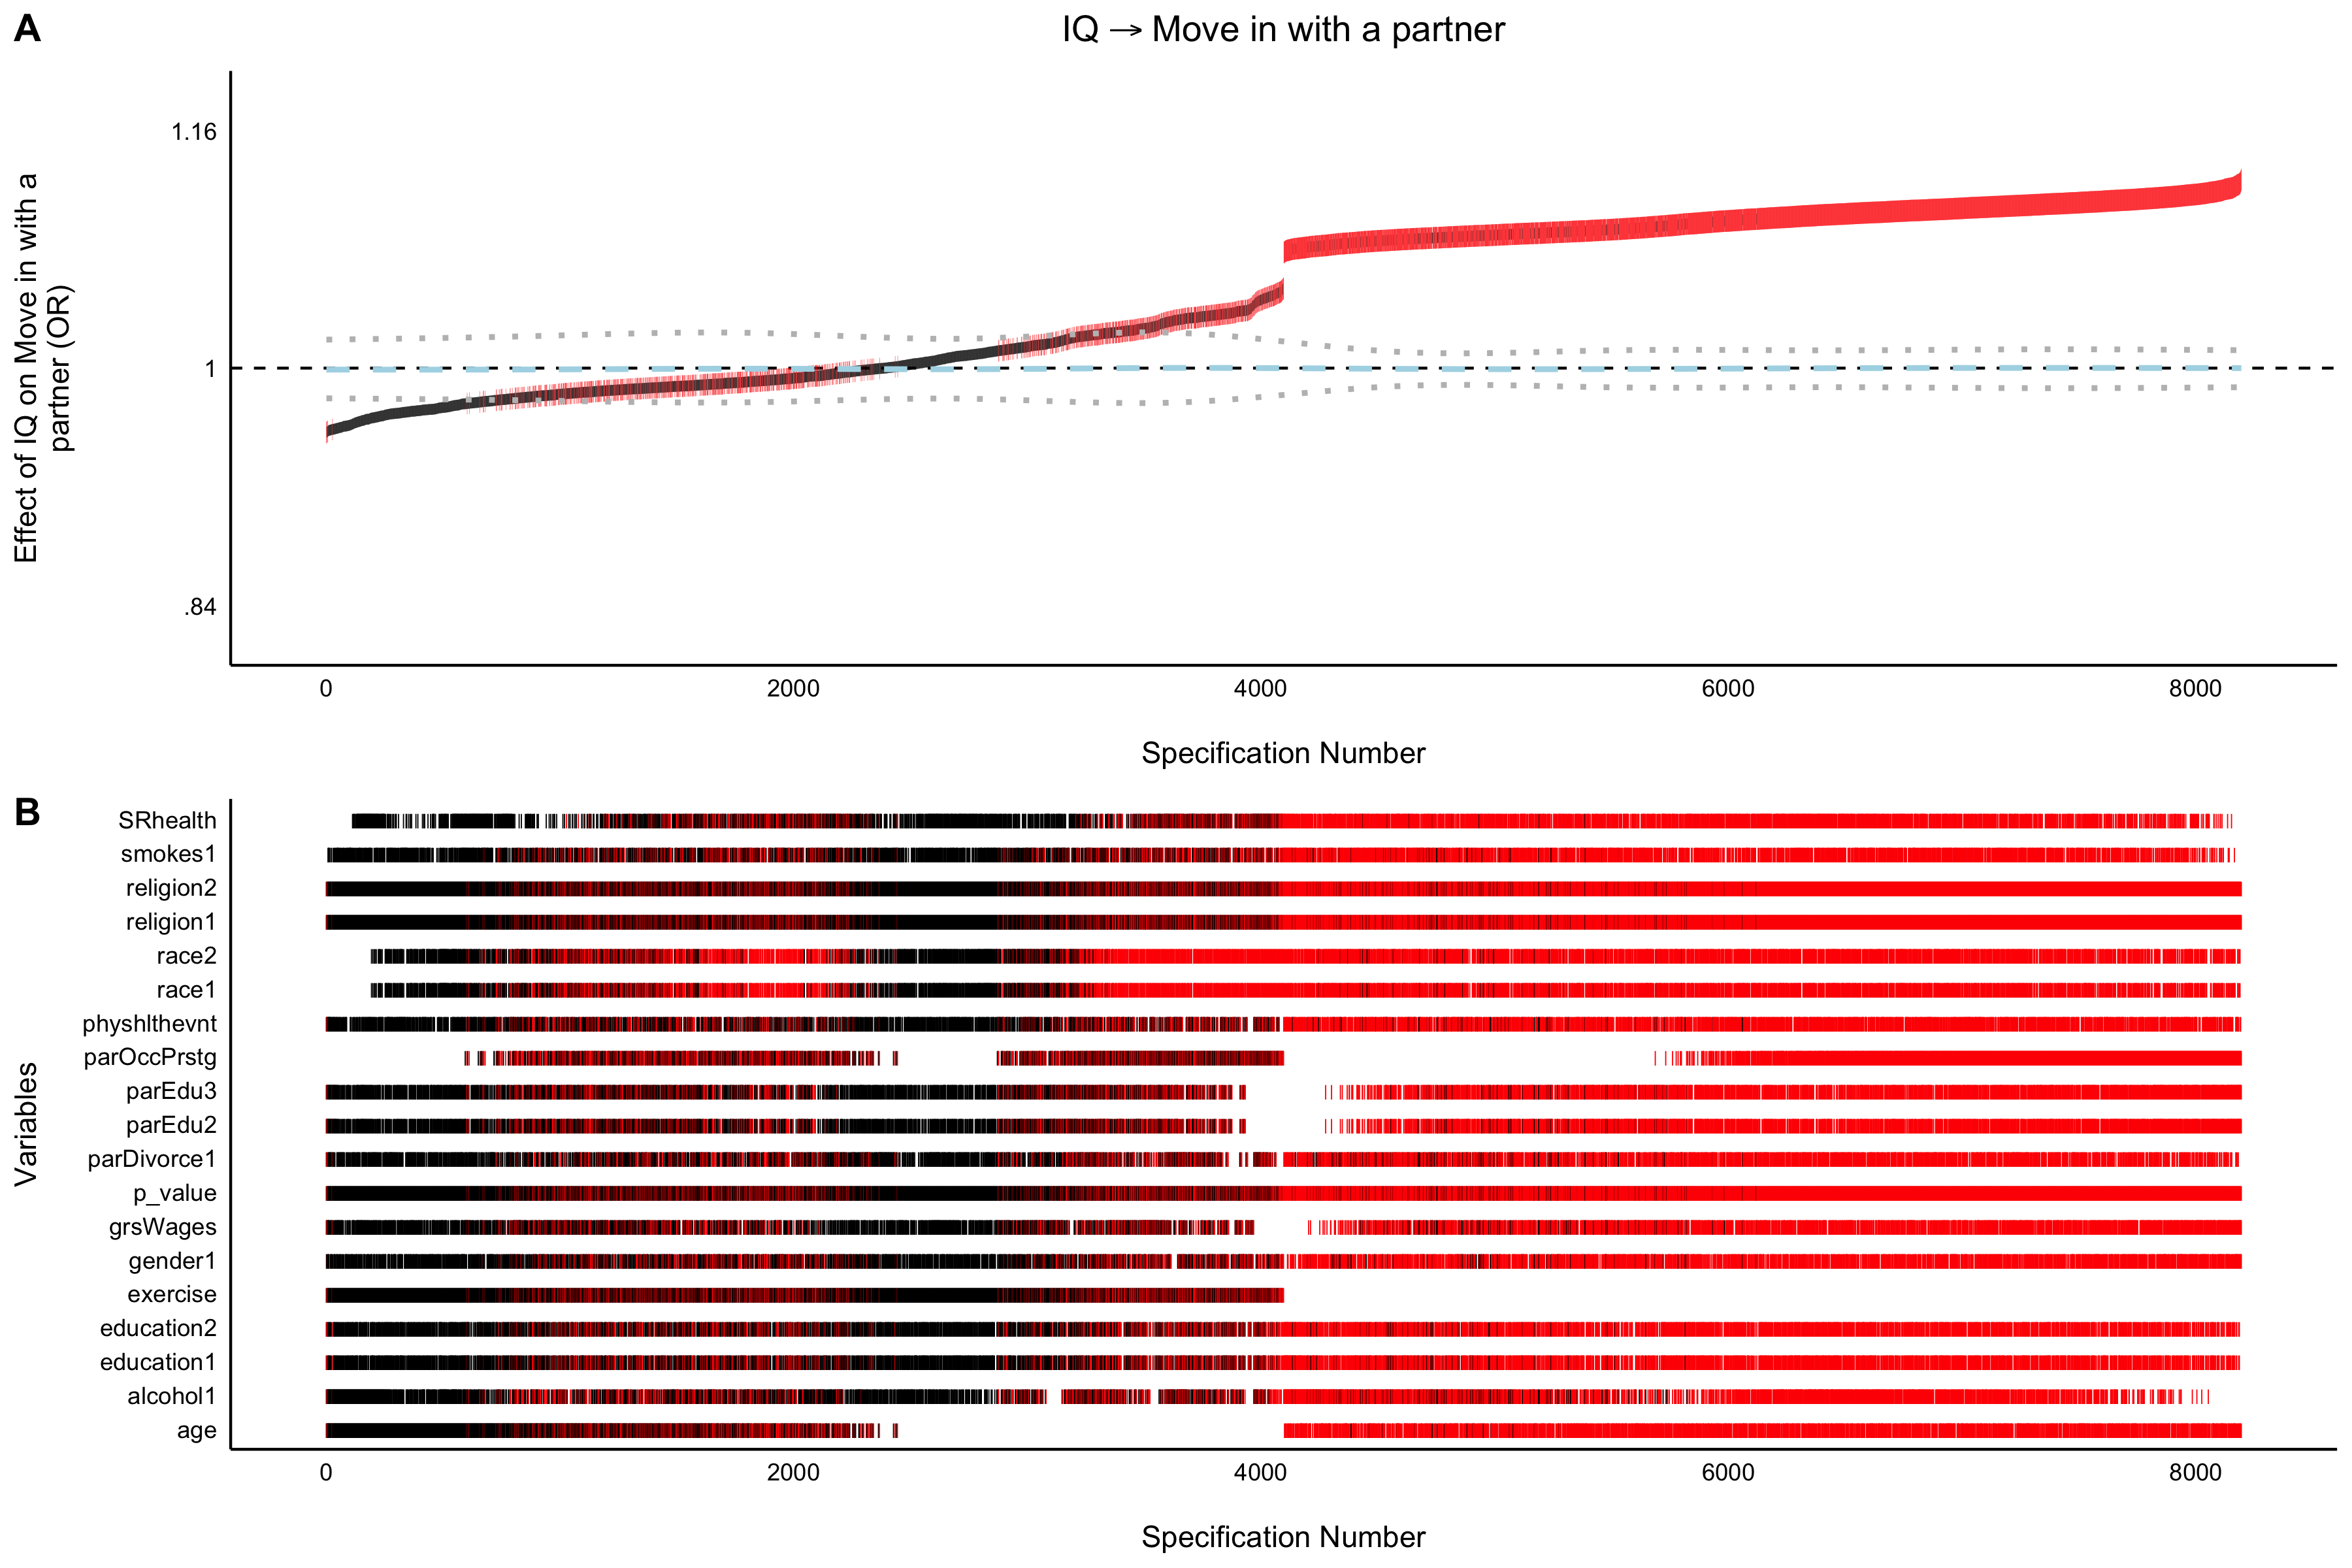 A
IQ → Move in with a partner
Effect of IQ on Move in with a
partner (OR)
1.16
1
.84
0 2000 4000 6000 8000
Specification Number
B
Variables
SRhealth
smokes1
religion2
religion1
race2
race1
physhlthevnt
parOccPrstg
parEdu3
parEdu2
parDivorce1
p_value
grsWages
gender1
exercise
education2
education1
alcohol1
age
0 2000 4000 6000 8000
Specification Number